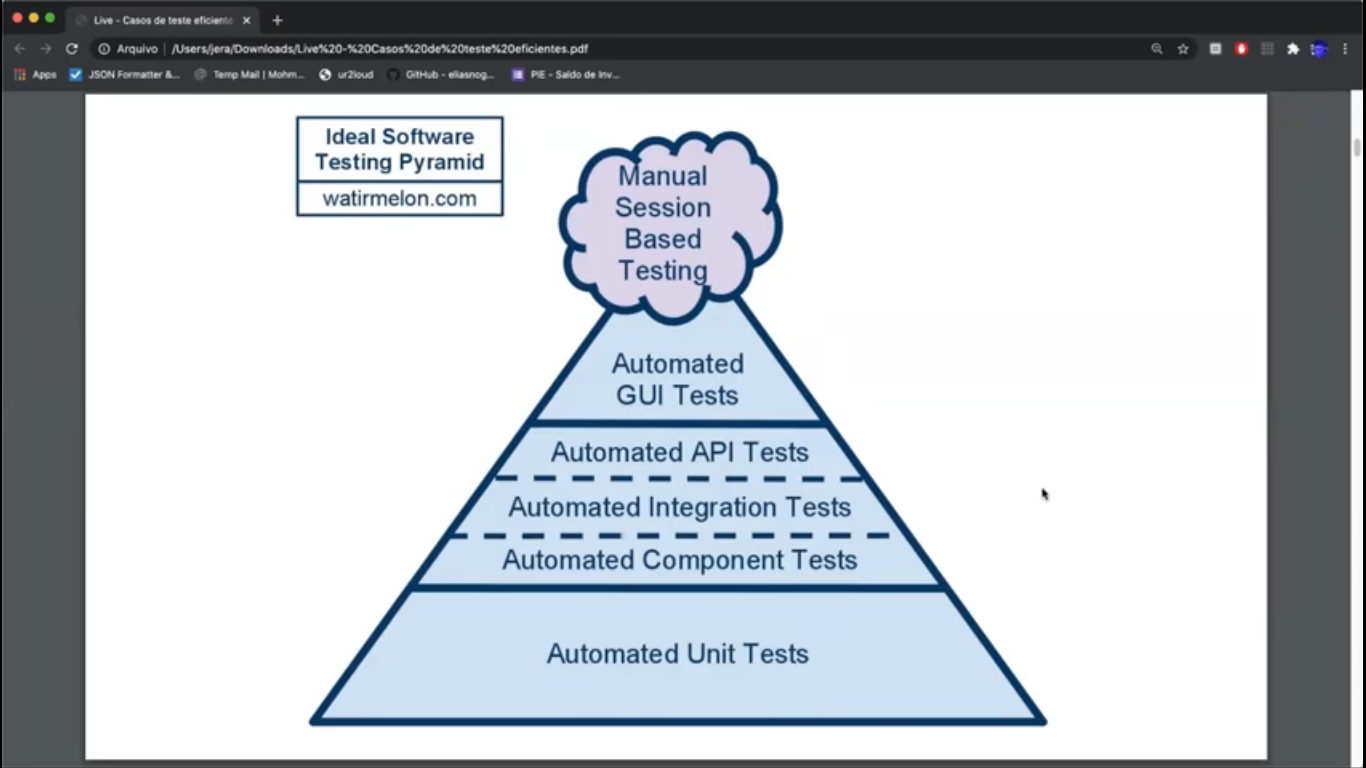 Live - Casos de teste eficiente
Arquivo
/Users/jera/Downloads/Live%20-%20Casos%20de%20teste%20eficientes.pdf
Apps
JSON Formatter &...
Temp Mail | Mohm...
ur2loud
GitHub - eliasnog...
PIE - Saldo de Inv...
Ideal Software
Testing Pyramid
watirmelon.com
Manual
Session
Based
Testing
Automated
GUI Tests
Automated API Tests
Automated Integration Tests
Automated Component Tests
Automated Unit Tests